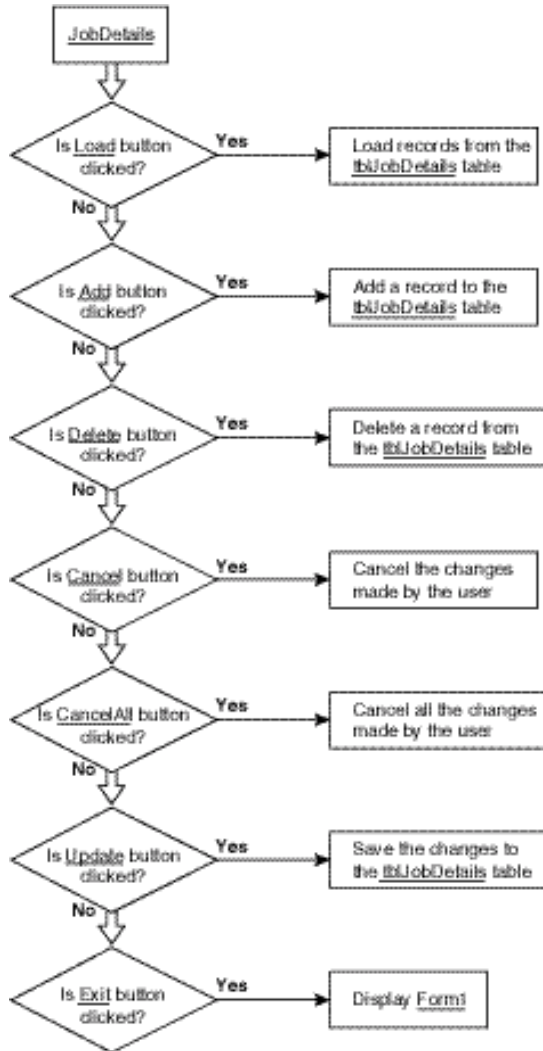 JobDetails
Is Load button
clicked?
Yes
Load records from the
tblJobDetails table
No
Is Add button
clicked?
Yes
Add a record to the
tblJobDetails table
No
Is Delete button
clicked?
Yes
Delete a record from
the tblJobDetails table
No
Is Cancel button
clicked?
Yes
Cancel the changes
made by the user
No
Is CancelAll button
clicked?
Yes
Cancel all the changes
made by the user
No
Is Update button
clicked?
Yes
Save the changes to
the tblJobDetails table
No
Is Exit button
clicked?
Yes
Display Form1